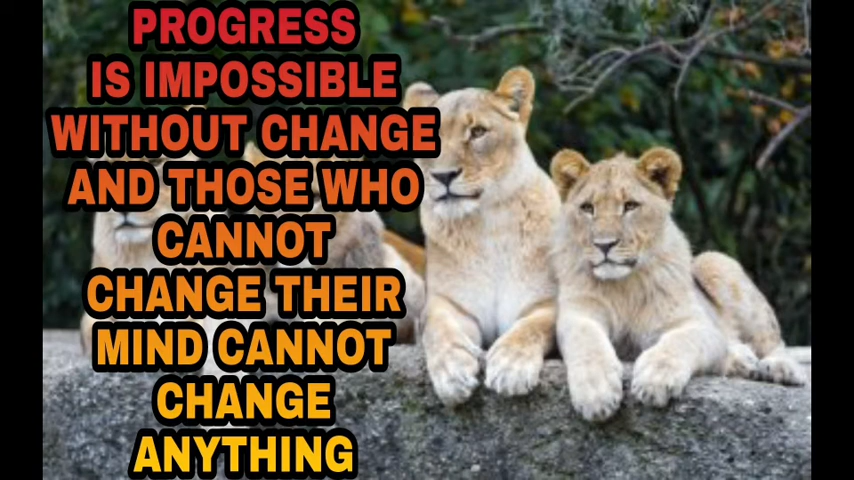 PROGRESS
IS IMPOSSIBLE
WITHOUT CHANGE
AND THOSE WHO
CANNOT
CHANGE THEIR
MIND CANNOT
CHANGE
ANYTHING